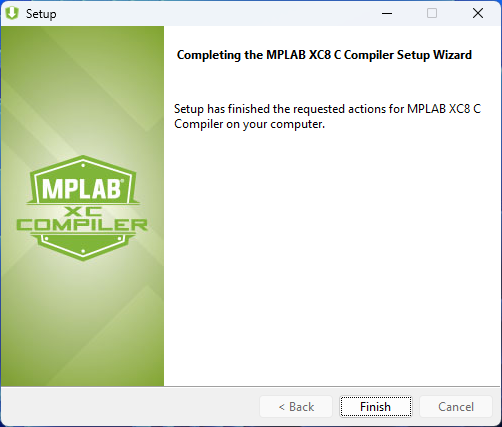 Setup
Completing the MPLAB XC8 C Compiler Setup Wizard
Setup has finished the requested actions for MPLAB XC8 C
Compiler on your computer.
MPLAB®
XC
COMPILER
< Back
Finish
Cancel